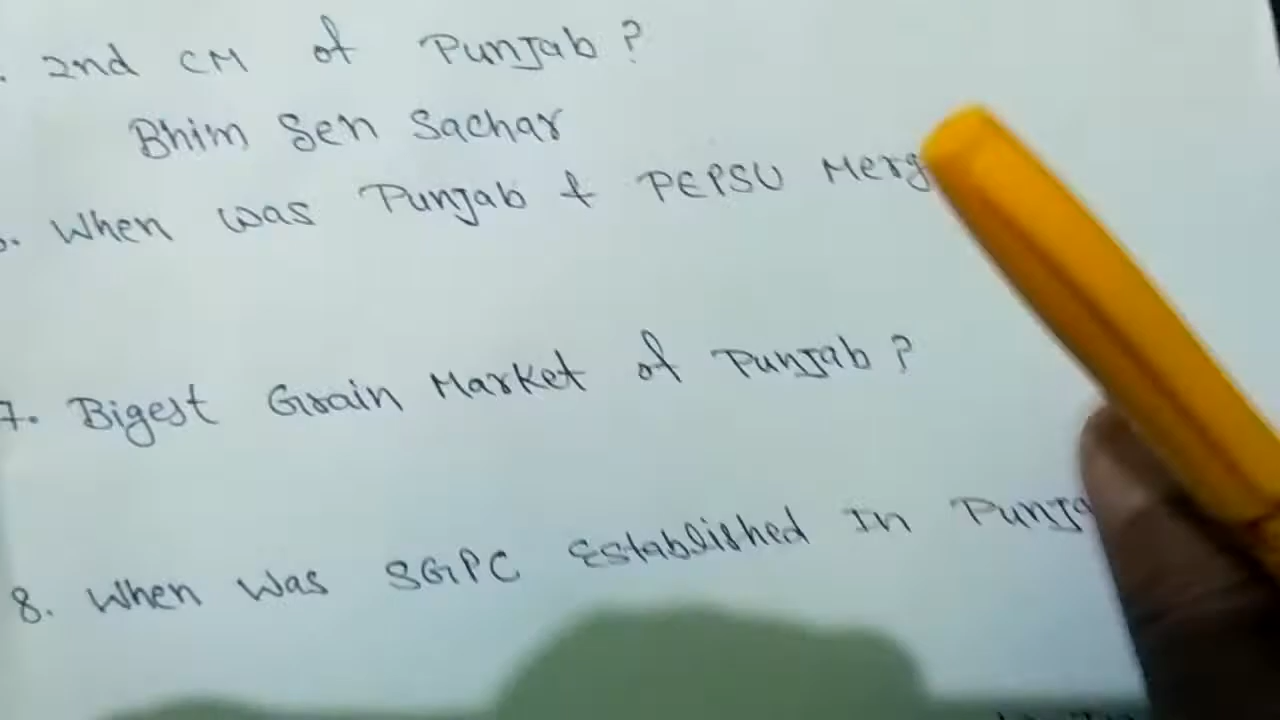 . 2nd CM of Punjab?
Bhim Sen Sachar
. When was Punjab & PEPSU Merg
7. Bigest Grain Market of Punjab?
8. When was SGPC Established In Punja